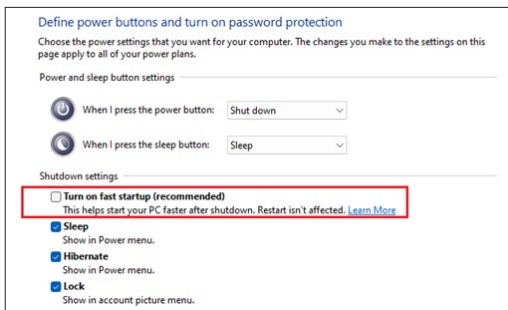 Define power buttons and turn on password protection
Choose the power settings that you want for your computer. The changes you make to the settings on this
page apply to all of your power plans.
Power and sleep button settings
When I press the power button: Shut down
When I press the sleep button: Sleep
Shutdown settings
Turn on fast startup (recommended)
This helps start your PC faster after shutdown. Restart isn't affected. Learn More
Sleep
Show in Power menu.
Hibernate
Show in Power menu.
Lock
Show in account picture menu.